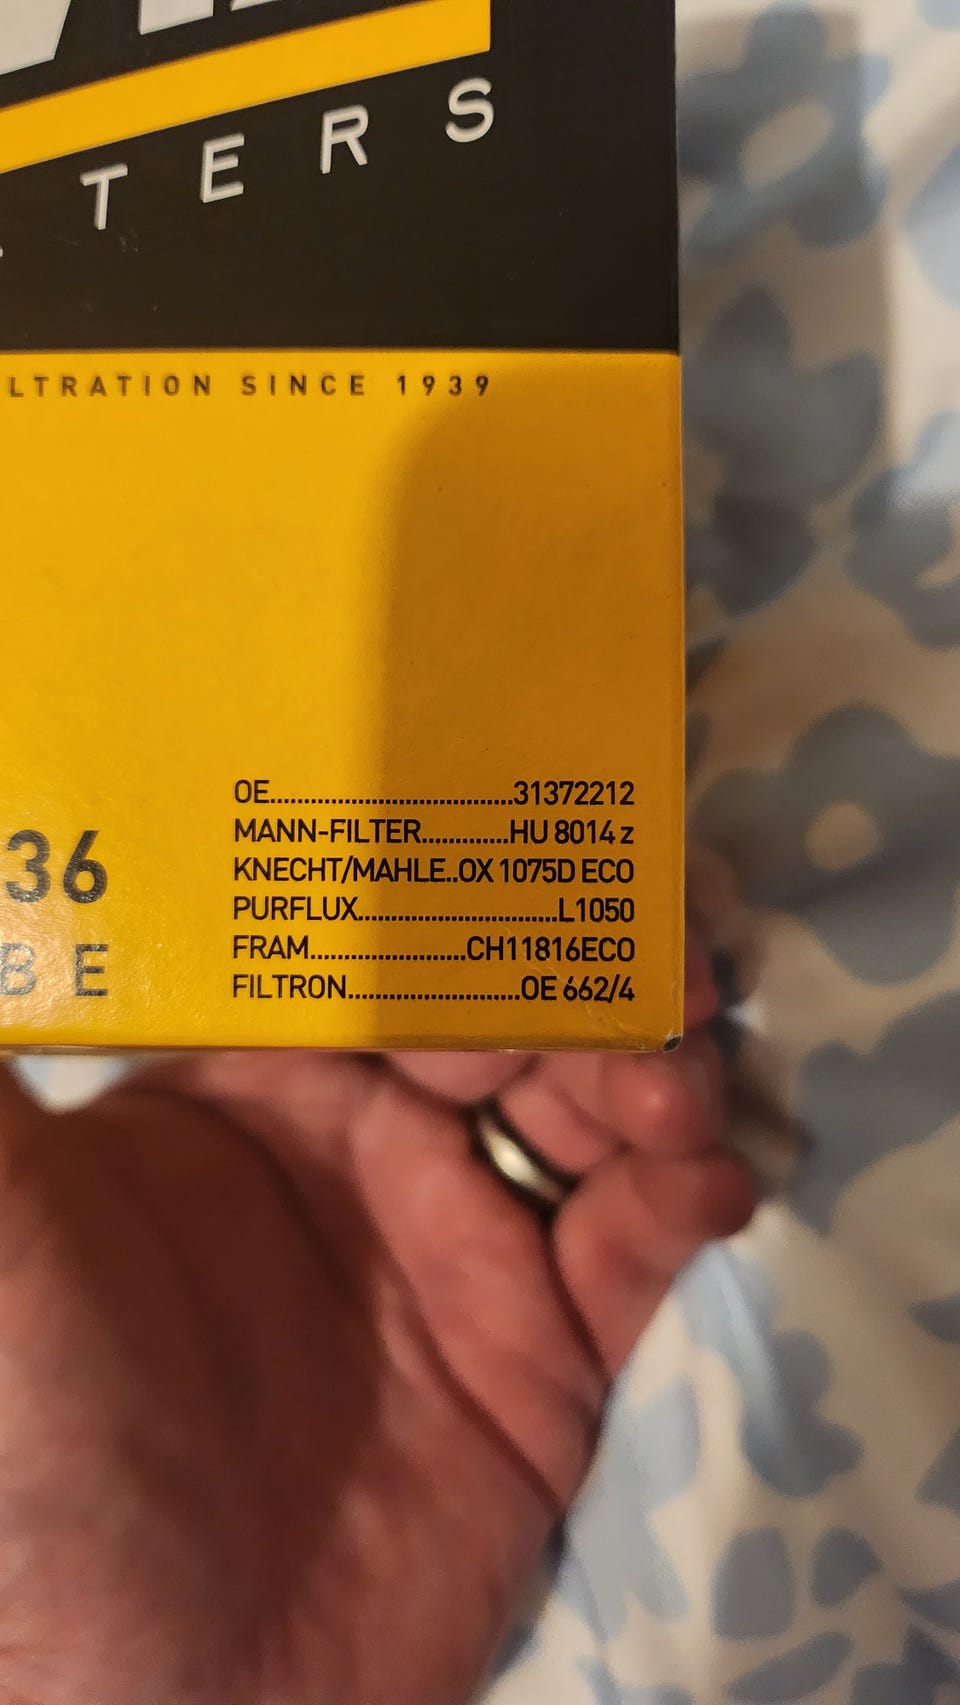 TERS
LTRATION SINCE 1939
OE.....................................31372212
MANN-FILTER.............HU 8014 z
KNECHT/MAHLE..OX 1075D ECO
PURFLUX..............................L1050
FRAM.......................CH11816ECO
FILTRON..........................OE 662/4
36
BE